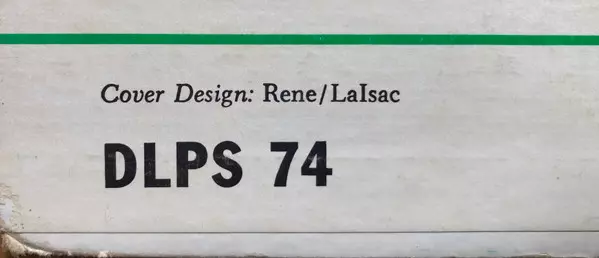 Cover Design: Rene/LaIsac
DLPS 74